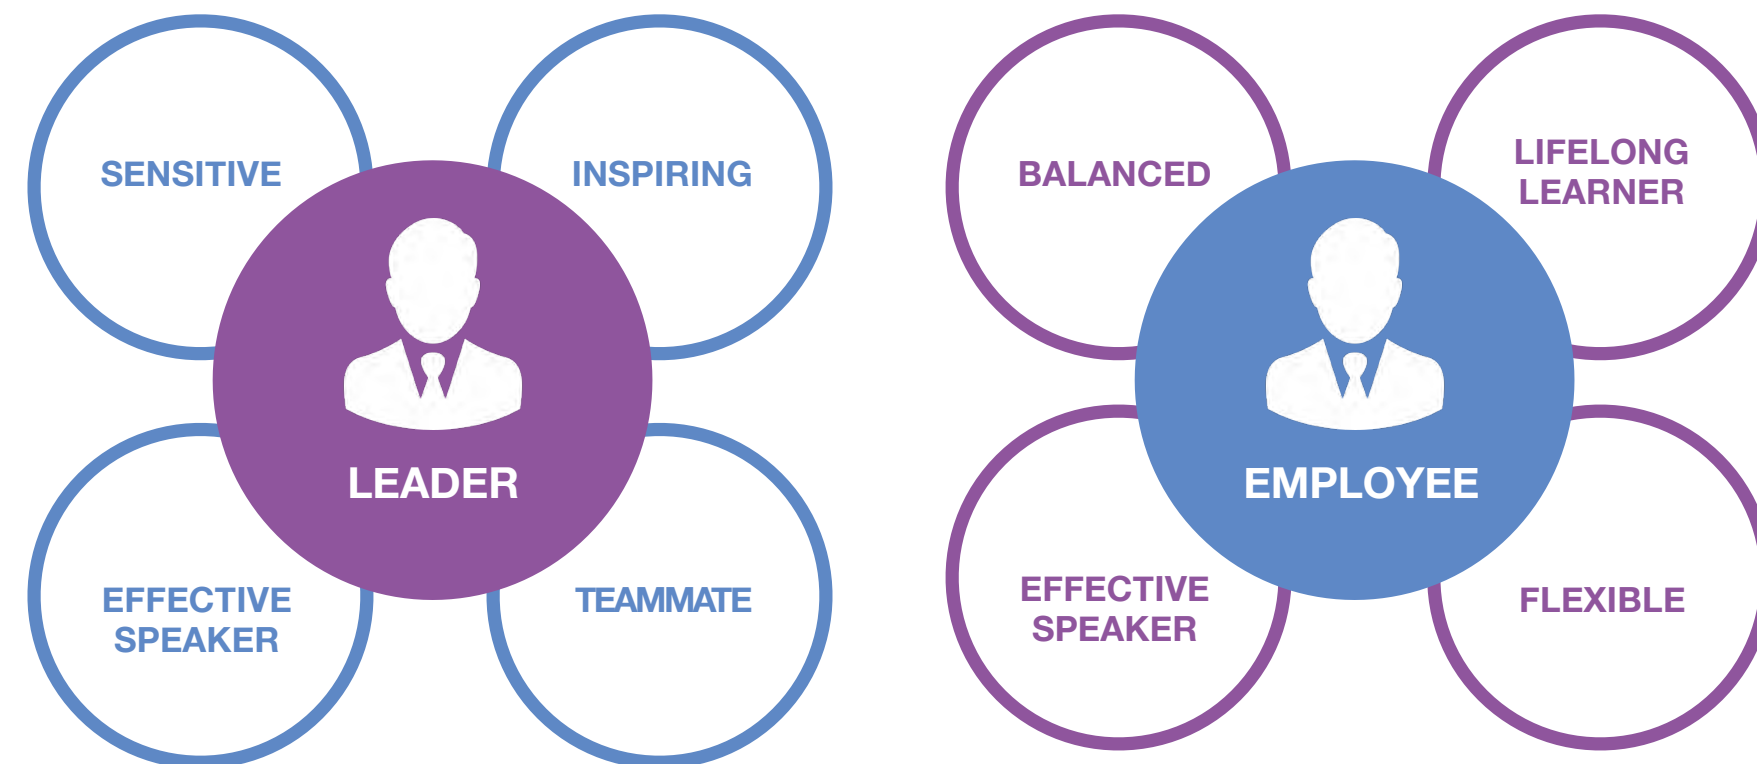 SENSITIVE
INSPIRING
LEADER
EFFECTIVE
SPEAKER
TEAMMATE
BALANCED
LIFELONG
LEARNER
EMPLOYEE
EFFECTIVE
SPEAKER
FLEXIBLE